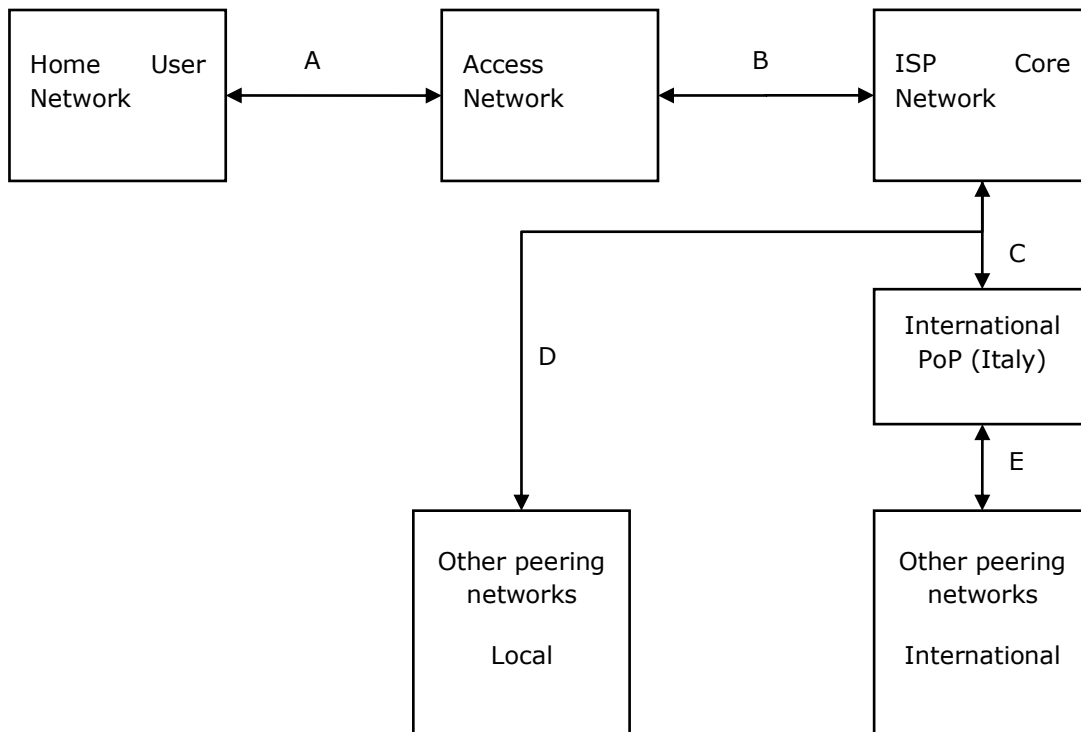 Home User
Network
A
Access
Network
B
ISP Core
Network
C
International
PoP (Italy)
D
E
Other peering
networks
Local
Other peering
networks
International